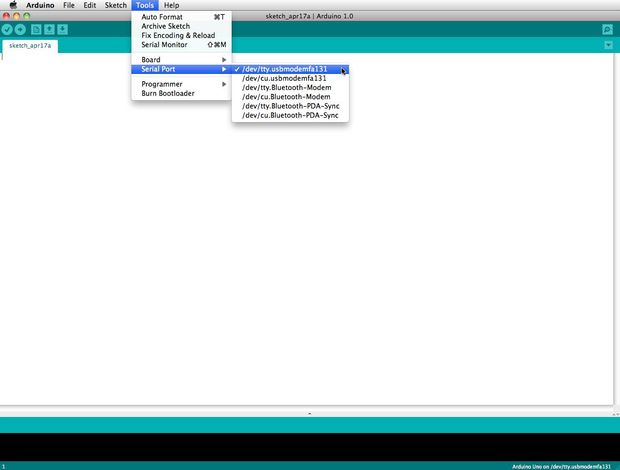 Arduino File Edit Sketch Tools Help
sketch_apr17a | Arduino 1.0
sketch_apr17a
Auto Format ⌘T
Archive Sketch
Fix Encoding & Reload
Serial Monitor ⇧⌘M
Board
Serial Port
Programmer
Burn Bootloader
✓ /dev/tty.usbmodemfa131
/dev/cu.usbmodemfa131
/dev/tty.Bluetooth-Modem
/dev/cu.Bluetooth-Modem
/dev/tty.Bluetooth-PDA-Sync
/dev/cu.Bluetooth-PDA-Sync
1 Arduino Uno on /dev/tty.usbmodemfa131